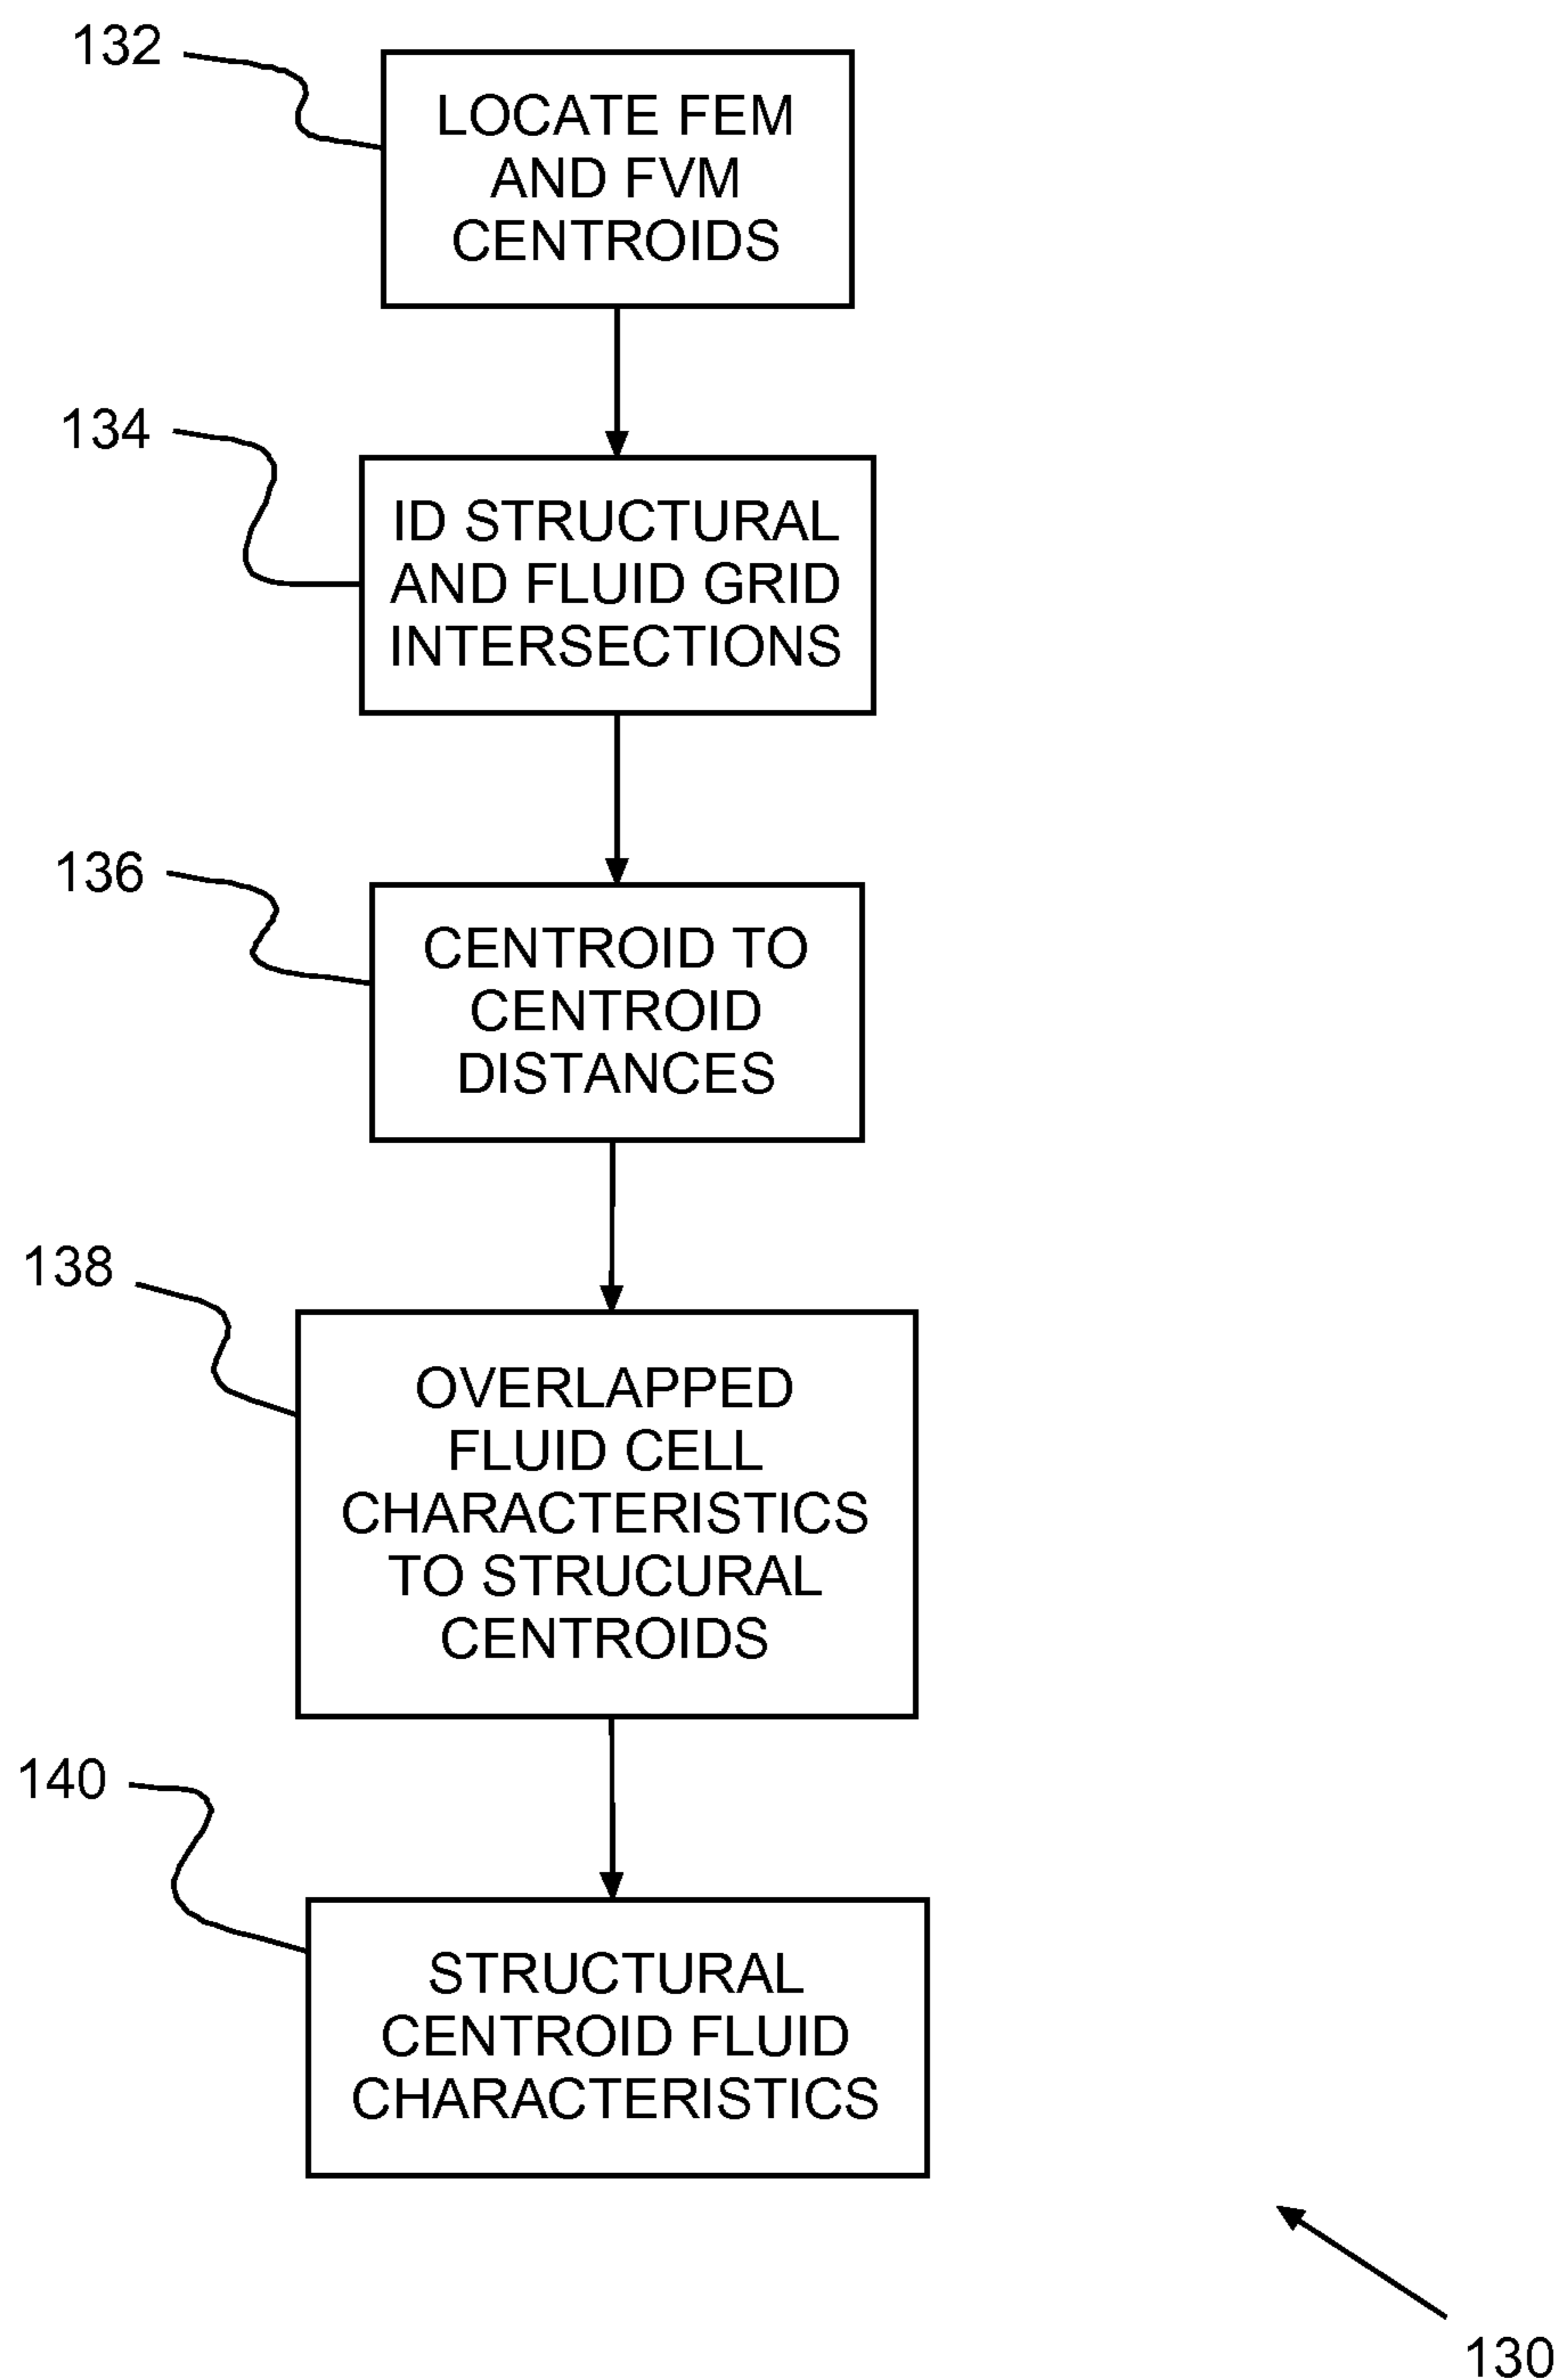 132
LOCATE FEM
AND FVM
CENTROIDS
134
ID STRUCTURAL
AND FLUID GRID
INTERSECTIONS
136
CENTROID TO
CENTROID
DISTANCES
138
OVERLAPPED
FLUID CELL
CHARACTERISTICS
TO STRUCURAL
CENTROIDS
140
STRUCTURAL
CENTROID FLUID
CHARACTERISTICS
130